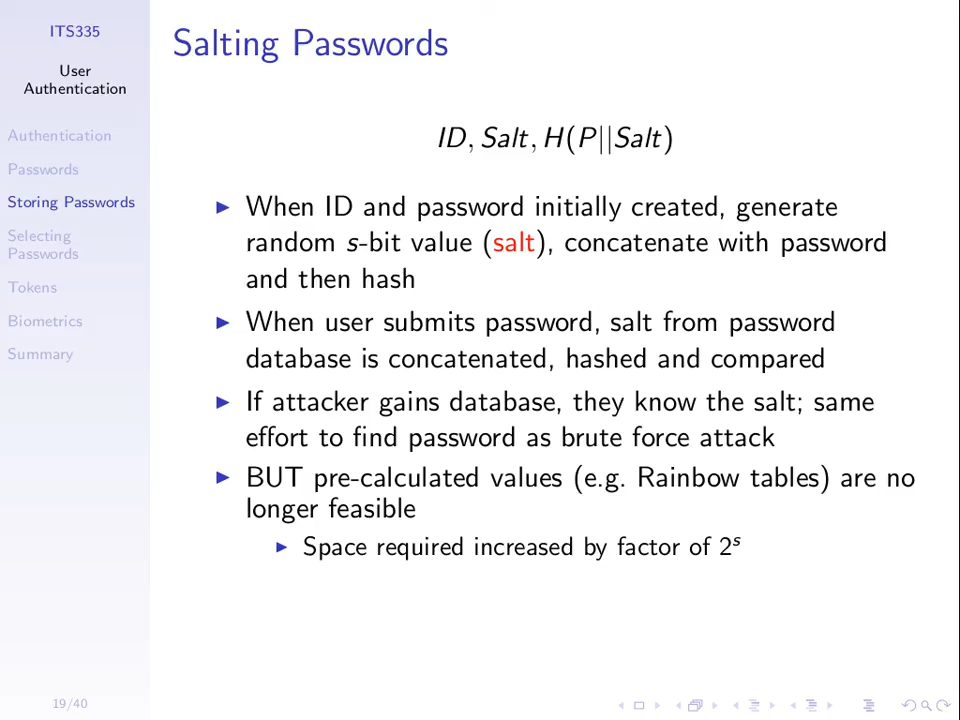 ITS335
User
Authentication
Authentication
Passwords
Storing Passwords
Selecting
Passwords
Tokens
Biometrics
Summary
19/40
Salting Passwords
ID, Salt, H(P||Salt)
When ID and password initially created, generate
random s-bit value (salt), concatenate with password
and then hash
When user submits password, salt from password
database is concatenated, hashed and compared
If attacker gains database, they know the salt; same
effort to find password as brute force attack
BUT pre-calculated values (e.g. Rainbow tables) are no
longer feasible
Space required increased by factor of 2ˢ